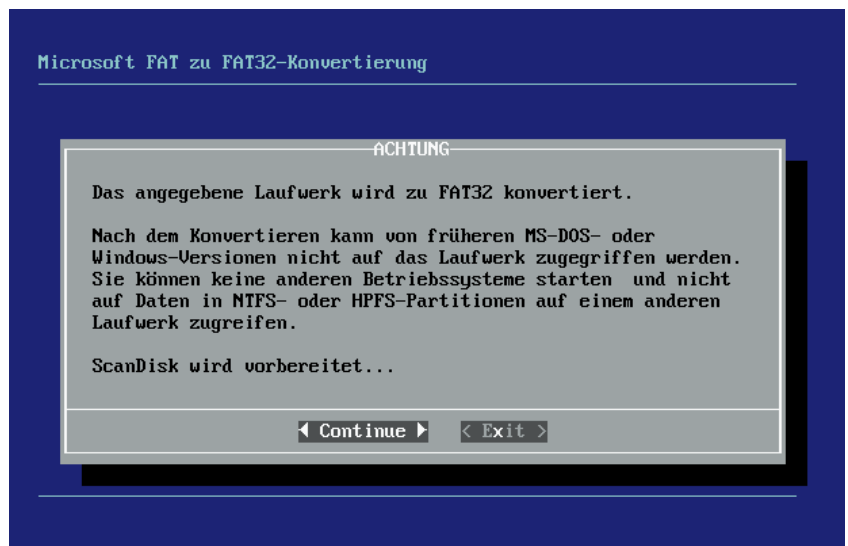 Microsoft FAT zu FAT32-Konvertierung
ACHTUNG
Das angegebene Laufwerk wird zu FAT32 konvertiert.
Nach dem Konvertieren kann von früheren MS-DOS- oder
Windows-Versionen nicht auf das Laufwerk zugegriffen werden.
Sie können keine anderen Betriebssysteme starten  und nicht
auf Daten in NTFS- oder HPFS-Partitionen auf einem anderen
Laufwerk zugreifen.
ScanDisk wird vorbereitet...
Continue   < Exit >